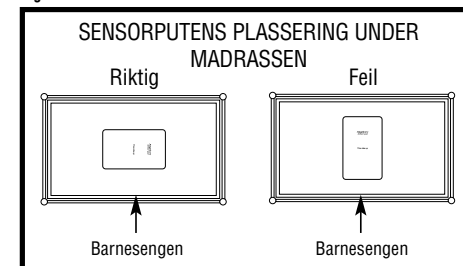 SENSORPUTENS PLASSERING UNDER
MADRASSEN
Riktig
Feil
Barnesengen
Barnesengen